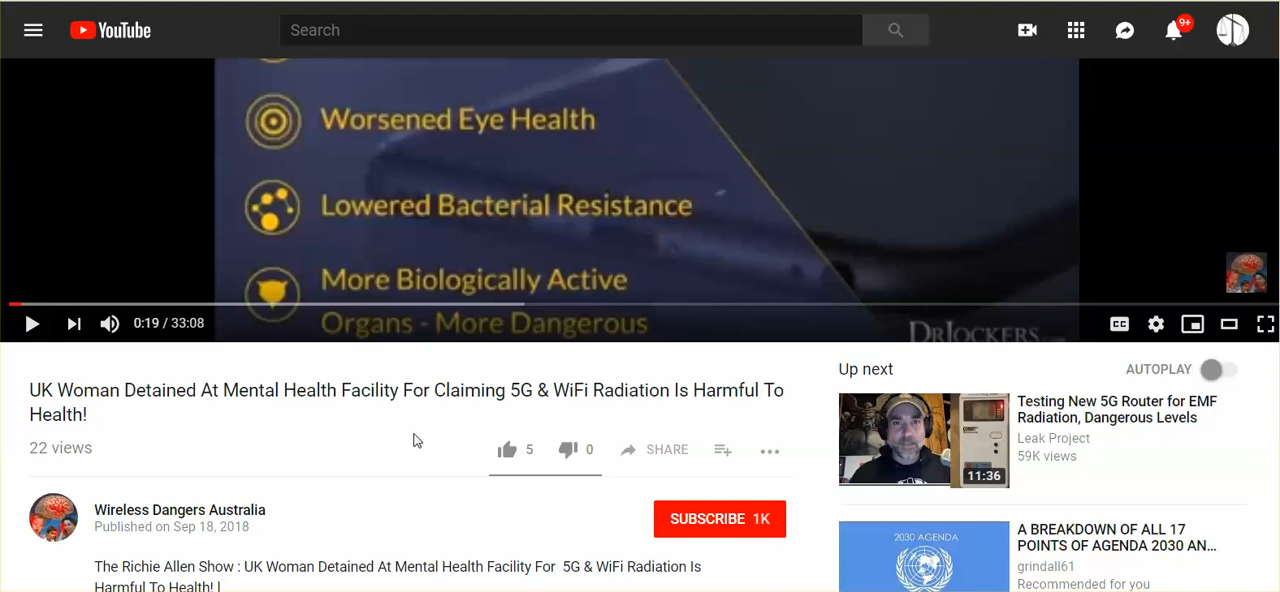 YouTube
Search
9+
Worsened Eye Health
Lowered Bacterial Resistance
More Biologically Active
Organs - More Dangerous
DRJOCKERS.COM
0:19 / 33:08
CC
UK Woman Detained At Mental Health Facility For Claiming 5G & WiFi Radiation Is Harmful To
Health!
22 views
5
0
SHARE
Wireless Dangers Australia
Published on Sep 18, 2018
SUBSCRIBE 1K
The Richie Allen Show : UK Woman Detained At Mental Health Facility For 5G & WiFi Radiation Is
Harmful To Health! |
Up next
AUTOPLAY
Testing New 5G Router for EMF
Radiation, Dangerous Levels
Leak Project
59K views
11:36
2030 AGENDA
A BREAKDOWN OF ALL 17
POINTS OF AGENDA 2030 AN...
grindall61
Recommended for you